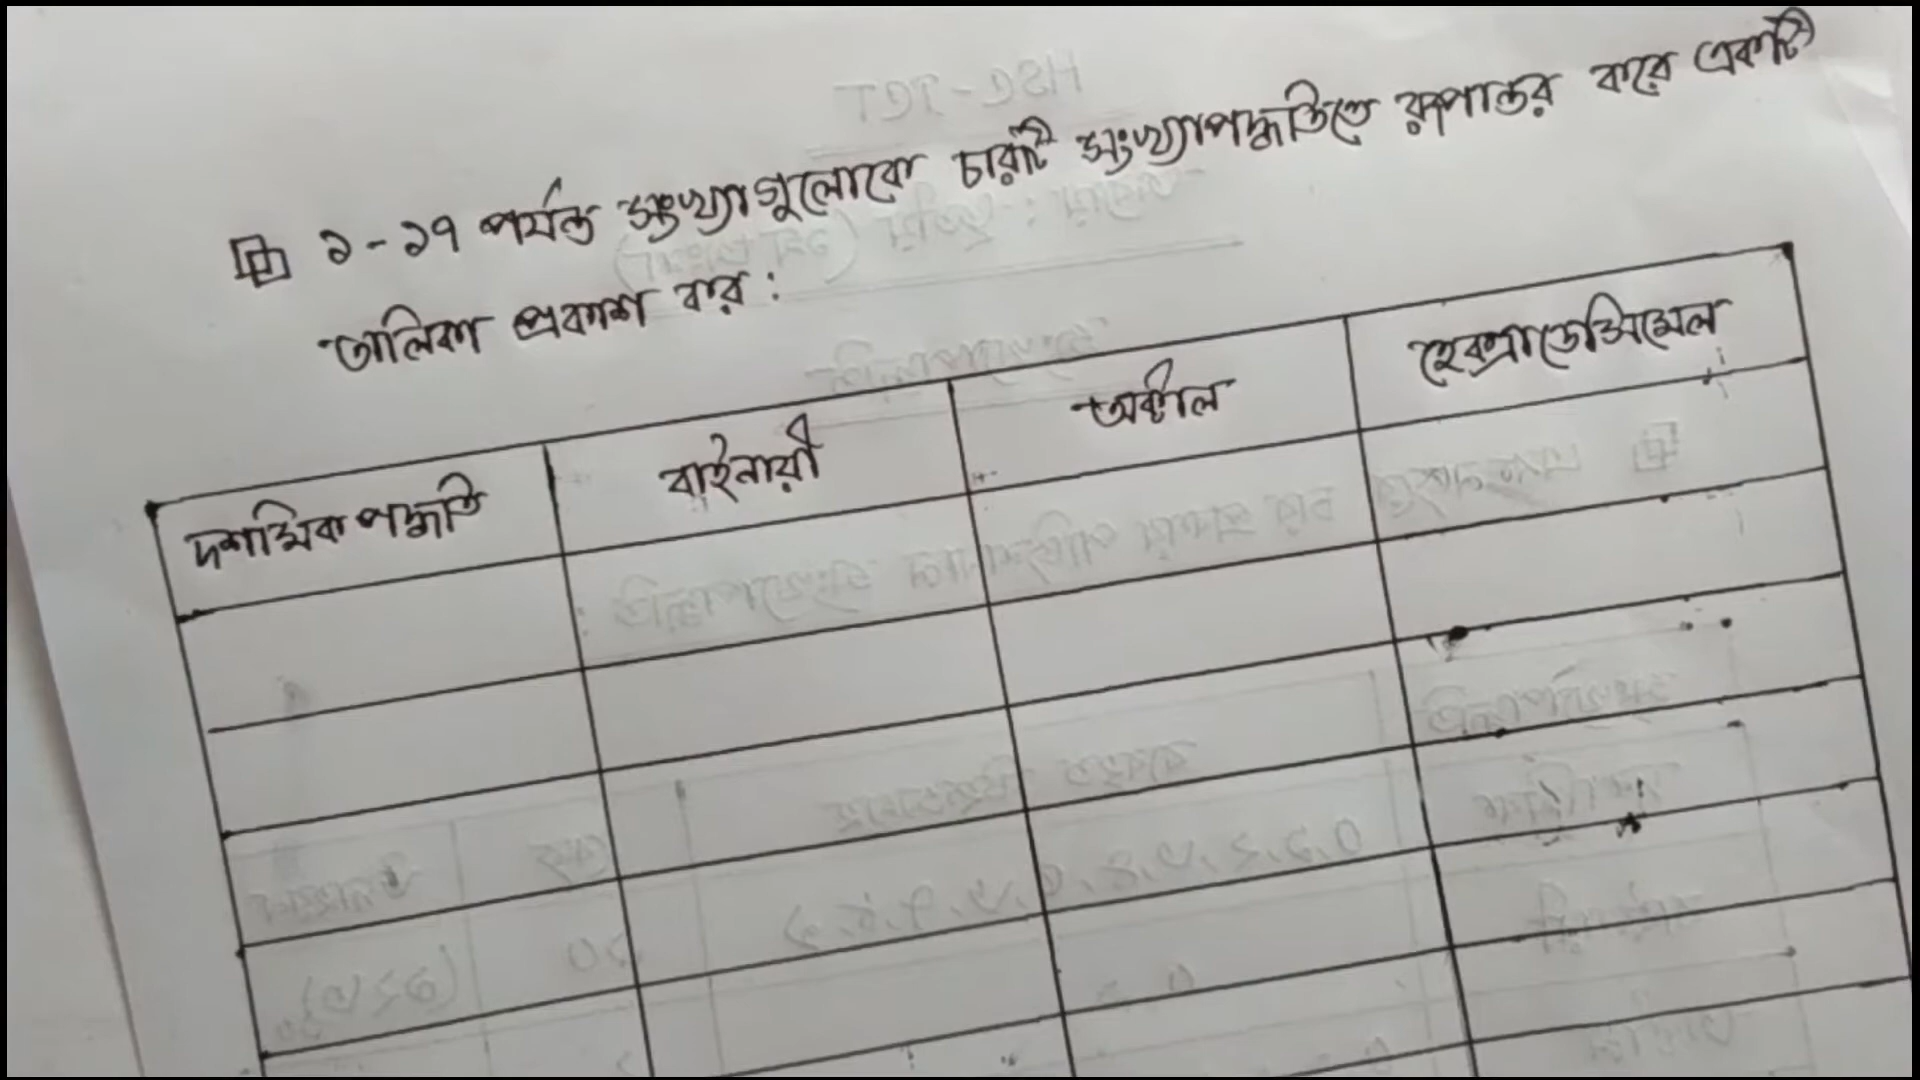 ১-১৭ পর্যন্ত সংখ্যাগুলোকে চারটি সংখ্যাপদ্ধতিতে রূপান্তর করে একটি
তালিকা প্রকাশ কর :
দশমিক পদ্ধতি বাইনারী অক্টাল হেক্সাডেসিমেল